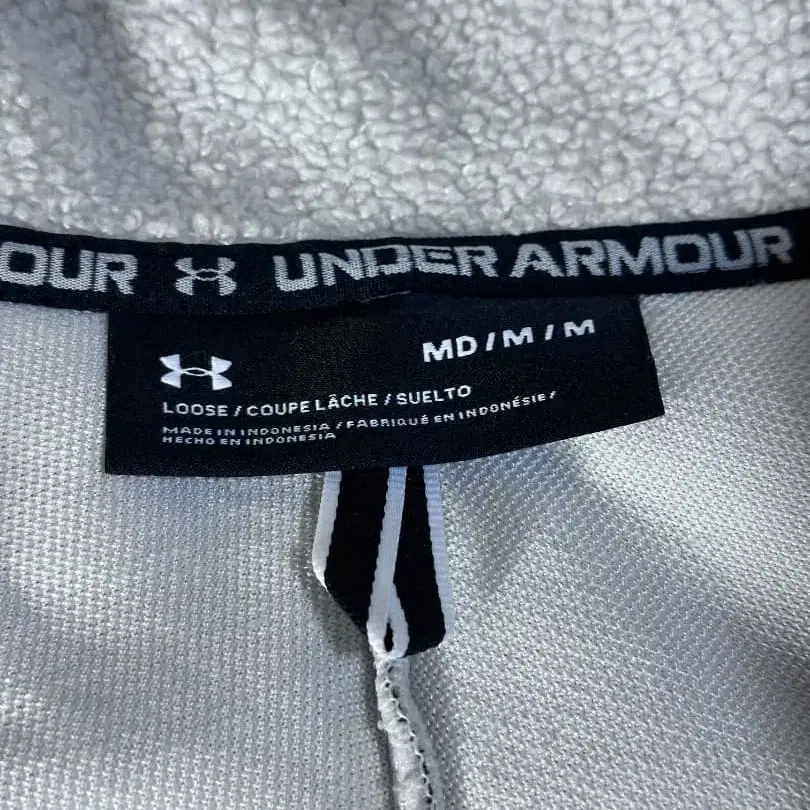 OUR UNDER ARMOUR
MD / M / M
LOOSE / COUPE LÂCHE / SUELTO
MADE IN INDONESIA / FABRIQUÉ EN INDONÉSIE /
HECHO EN INDONESIA